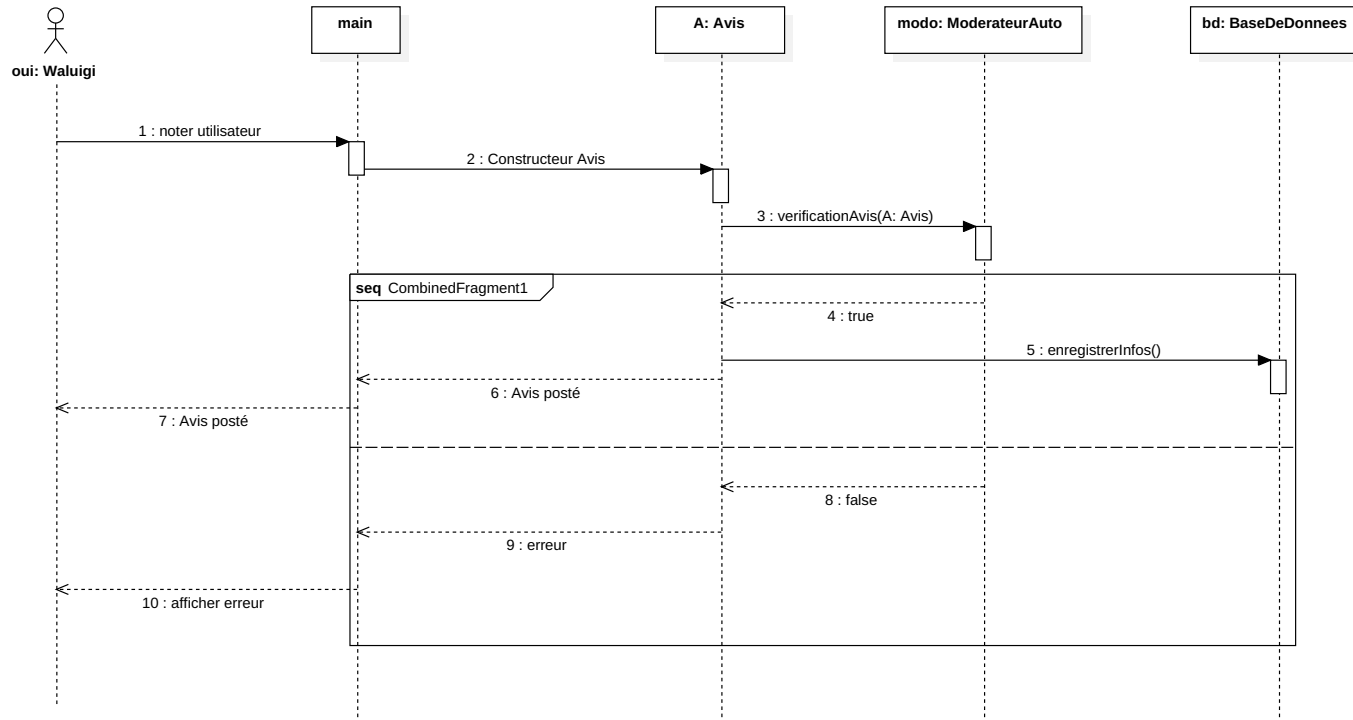 main
A: Avis
modo: ModerateurAuto
bd: BaseDeDonnees
oui: Waluigi
1 : noter utilisateur
2 : Constructeur Avis
3 : verificationAvis(A: Avis)
seq CombinedFragment1
4 : true
5 : enregistrerInfos()
6 : Avis posté
7 : Avis posté
8 : false
9 : erreur
10 : afficher erreur